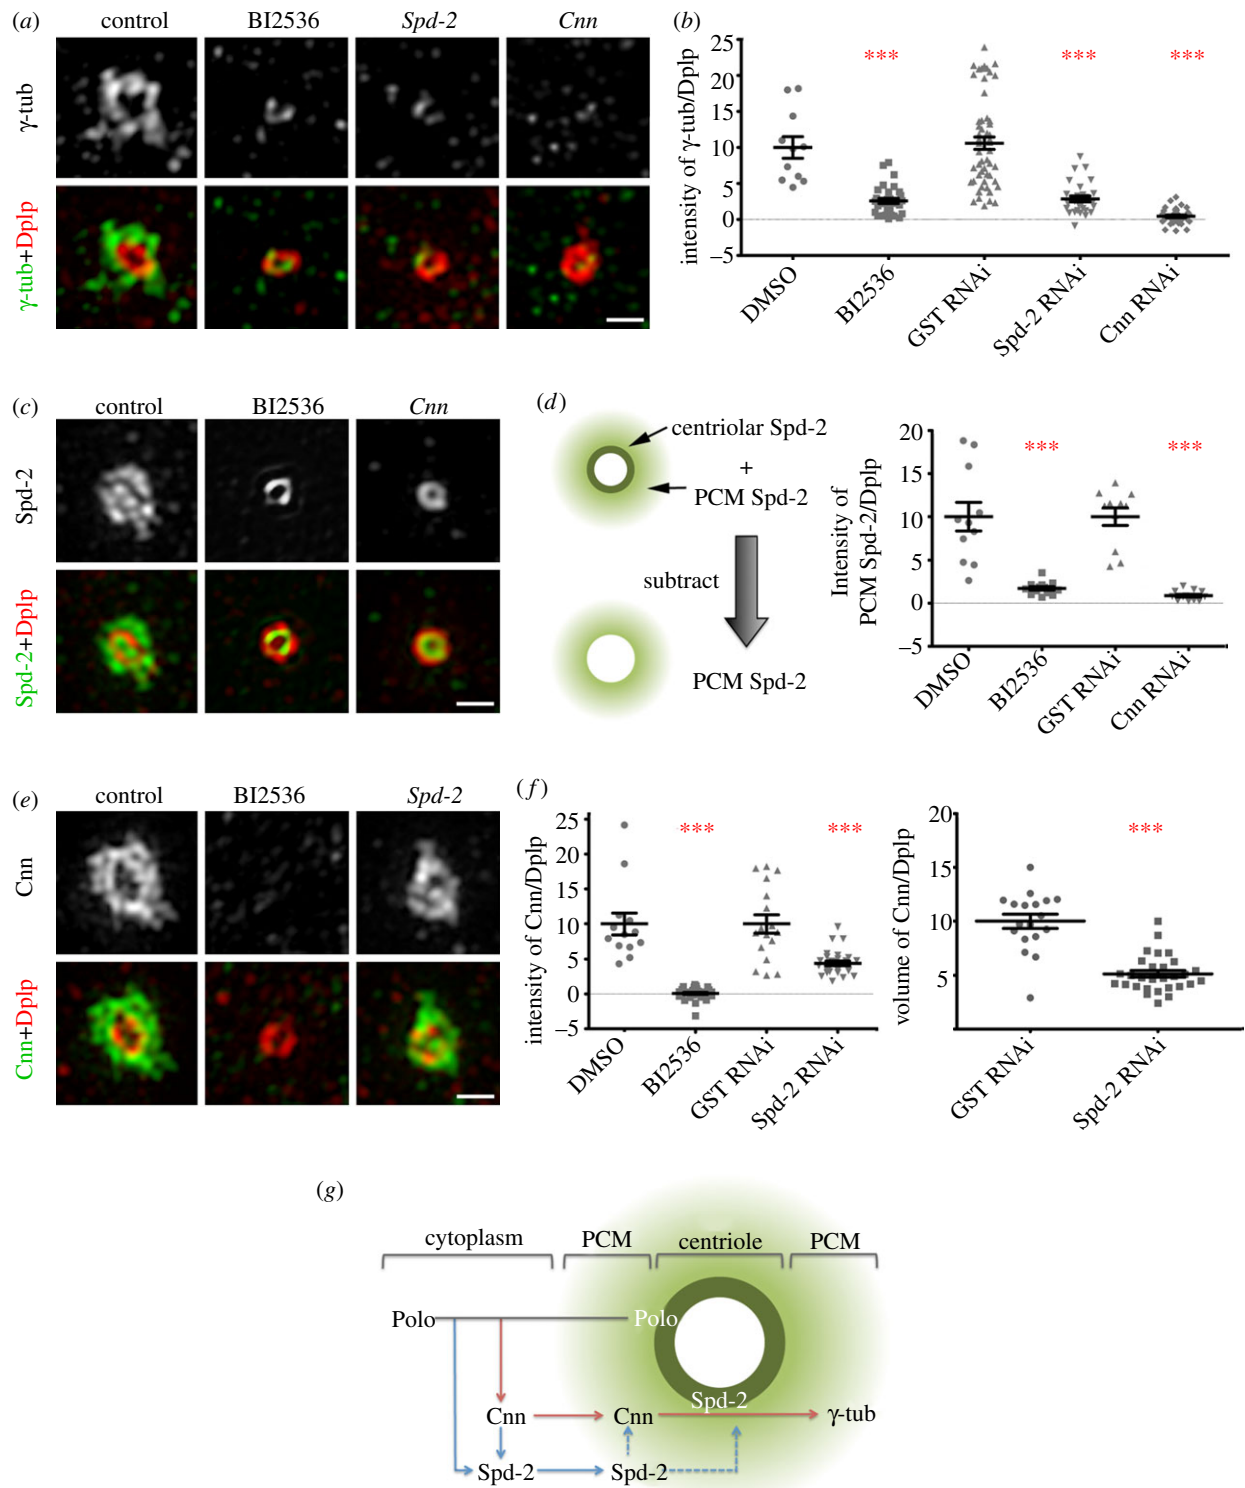 (a) control BI2536 Spd-2 Cnn
γ-tub
γ-tub+Dplp
(b)
intensity of γ-tub/Dplp
25
20
15
10
5
0
–5
*** *** ***
DMSO
BI2536
GST RNAi
Spd-2 RNAi
Cnn RNAi
(c) control BI2536 Cnn
Spd-2
Spd-2+Dplp
(d)
centriolar Spd-2
+
PCM Spd-2
subtract
PCM Spd-2
Intensity of
PCM Spd-2/Dplp
20
15
10
5
0
–5
*** ***
DMSO
BI2536
GST RNAi
Cnn RNAi
(e) control BI2536 Spd-2
Cnn
Cnn+Dplp
(f)
intensity of Cnn/Dplp
25
20
15
10
5
0
–5
*** ***
DMSO
BI2536
GST RNAi
Spd-2 RNAi
volume of Cnn/Dplp
20
15
10
5
0
***
GST RNAi
Spd-2 RNAi
(g)
cytoplasm PCM centriole PCM
Polo Polo
Spd-2
Cnn Cnn γ-tub
Spd-2 Spd-2